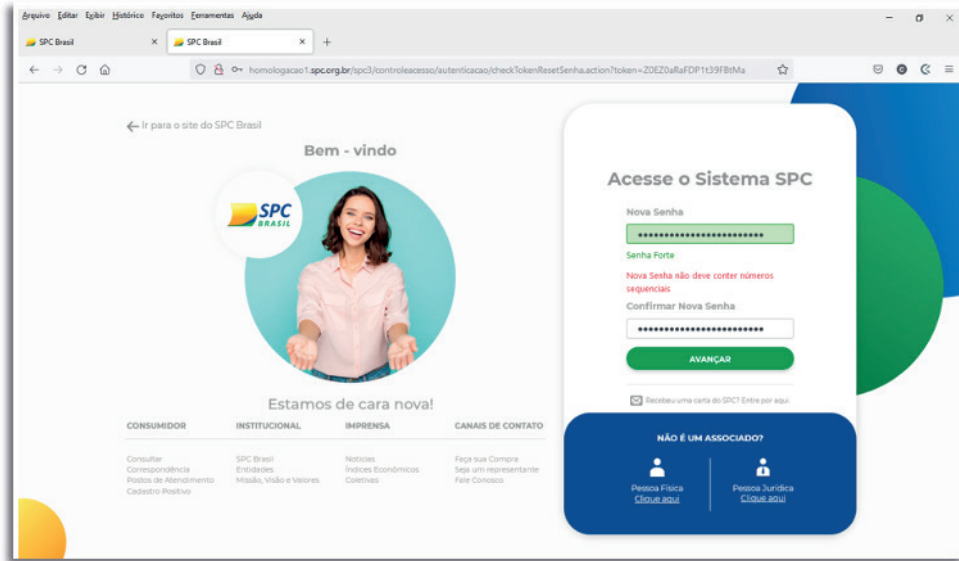 Arquivo Editar Exibir Histórico Favoritos Ferramentas Ajuda
SPC Brasil
SPC Brasil
homologacao1.spc.org.br/spc3/controleacesso/autenticacao/checkTokenResetSenha.action?token=Z0EZ0aRaFDP1t39FBtMa
Ir para o site do SPC Brasil
Bem - vindo
SPC
BRASIL
Estamos de cara nova!
CONSUMIDOR INSTITUCIONAL IMPRENSA CANAIS DE CONTATO
Consultar SPC Brasil Notícias Faça sua Compra
Correspondência Entidades Índices Econômicos Seja um representante
Postos de Atendimento Missão, Visão e Valores Coletivas Fale Conosco
Cadastro Positivo
Acesse o Sistema SPC
Nova Senha
Senha Forte
Nova Senha não deve conter números
sequenciais
Confirmar Nova Senha
AVANÇAR
Recebeu uma carta do SPC? Entre por aqui.
NÃO É UM ASSOCIADO?
Pessoa Física Pessoa Jurídica
Clique aqui Clique aqui